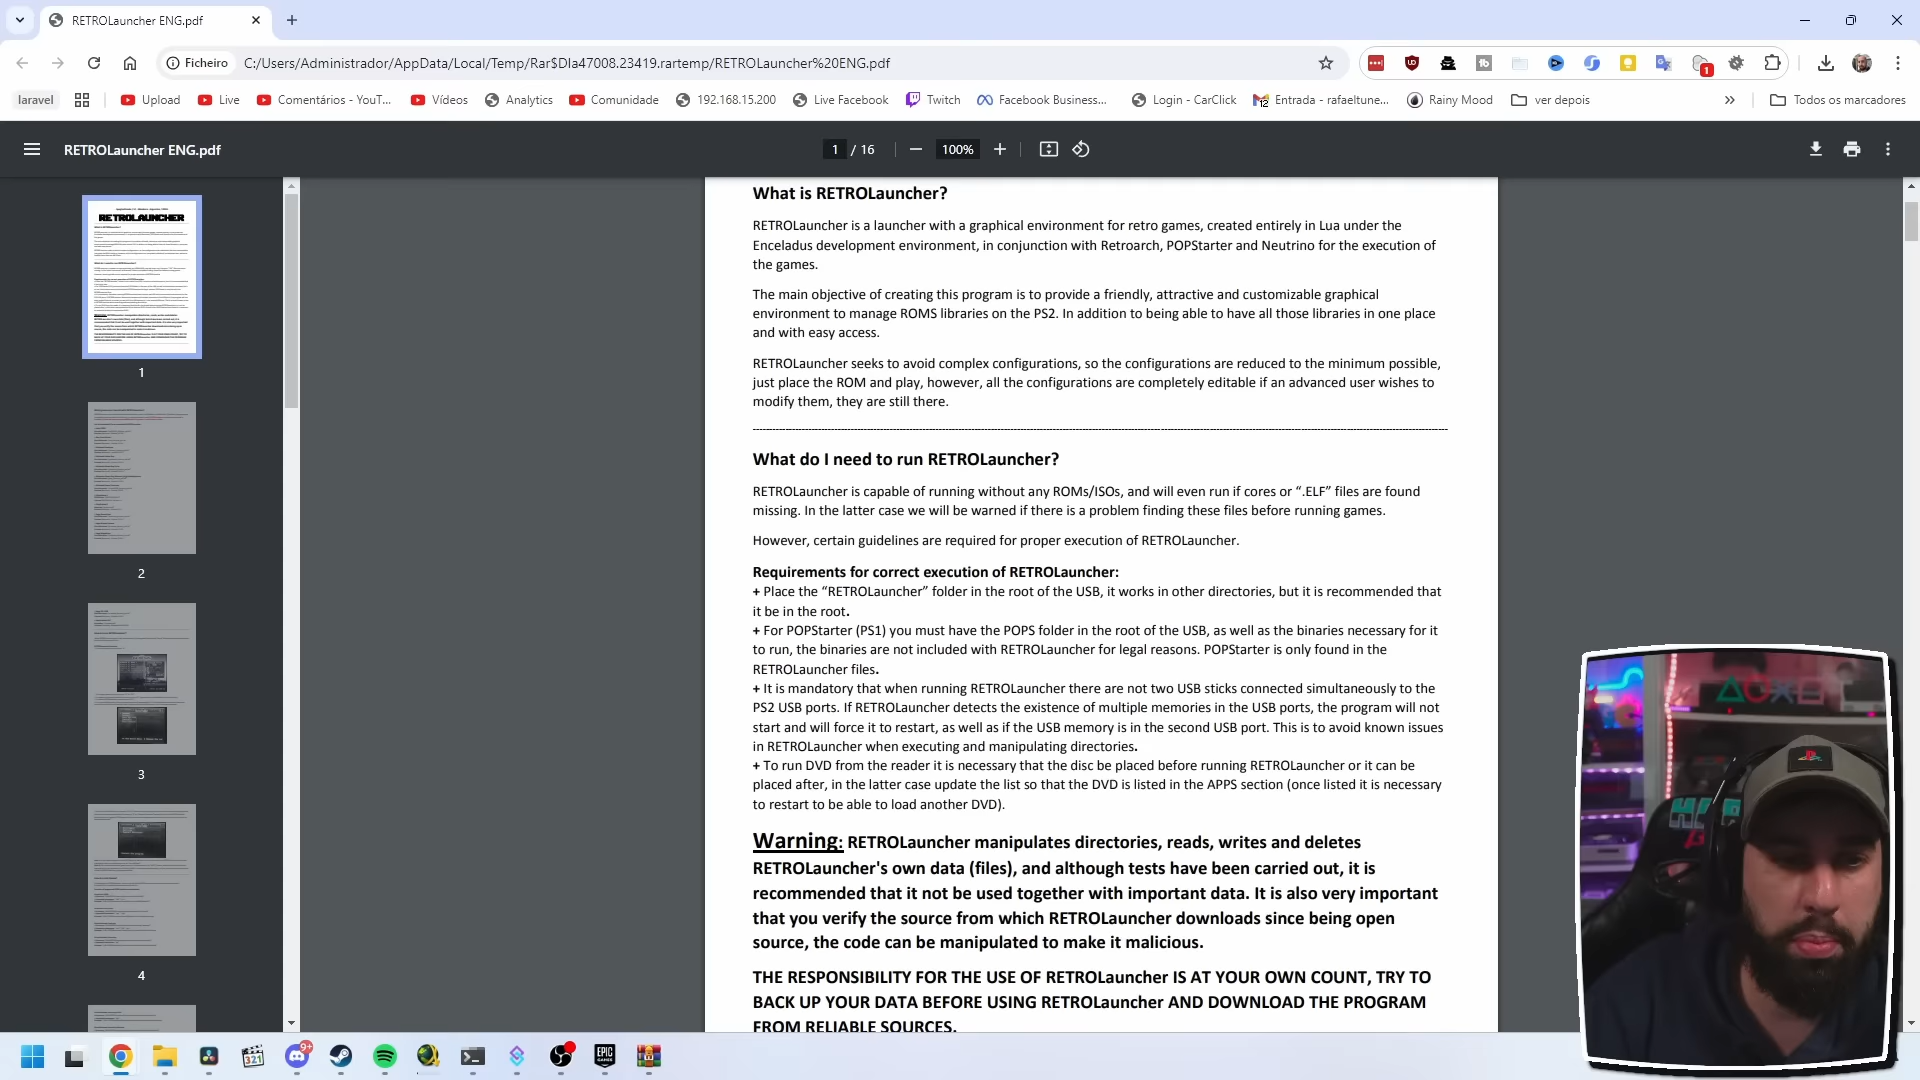 RETROLauncher ENG.pdf
Ficheiro
C:/Users/Administrador/AppData/Local/Temp/Rar$DIa47008.23419.rartemp/RETROLauncher%20ENG.pdf
1
laravel
Upload
Live
Comentários - YouT...
Vídeos
Analytics
Comunidade
192.168.15.200
Live Facebook
Twitch
Facebook Business...
Login - CarClick
Entrada - rafaeltune...
Rainy Mood
ver depois
Todos os marcadores
RETROLauncher ENG.pdf
1 / 16
100%
RETROLAUNCHER
1
2
3
4
What is RETROLauncher?
RETROLauncher is a launcher with a graphical environment for retro games, created entirely in Lua under the
Enceladus development environment, in conjunction with Retroarch, POPStarter and Neutrino for the execution of
the games.
The main objective of creating this program is to provide a friendly, attractive and customizable graphical
environment to manage ROMS libraries on the PS2. In addition to being able to have all those libraries in one place
and with easy access.
RETROLauncher seeks to avoid complex configurations, so the configurations are reduced to the minimum possible,
just place the ROM and play, however, all the configurations are completely editable if an advanced user wishes to
modify them, they are still there.
What do I need to run RETROLauncher?
RETROLauncher is capable of running without any ROMs/ISOs, and will even run if cores or “.ELF” files are found
missing. In the latter case we will be warned if there is a problem finding these files before running games.
However, certain guidelines are required for proper execution of RETROLauncher.
Requirements for correct execution of RETROLauncher:
+ Place the “RETROLauncher” folder in the root of the USB, it works in other directories, but it is recommended that
it be in the root.
+ For POPStarter (PS1) you must have the POPS folder in the root of the USB, as well as the binaries necessary for it
to run, the binaries are not included with RETROLauncher for legal reasons. POPStarter is only found in the
RETROLauncher files.
+ It is mandatory that when running RETROLauncher there are not two USB sticks connected simultaneously to the
PS2 USB ports. If RETROLauncher detects the existence of multiple memories in the USB ports, the program will not
start and will force it to restart, as well as if the USB memory is in the second USB port. This is to avoid known issues
in RETROLauncher when executing and manipulating directories.
+ To run DVD from the reader it is necessary that the disc be placed before running RETROLauncher or it can be
placed after, in the latter case update the list so that the DVD is listed in the APPS section (once listed it is necessary
to restart to be able to load another DVD).
Warning: RETROLauncher manipulates directories, reads, writes and deletes
RETROLauncher's own data (files), and although tests have been carried out, it is
recommended that it not be used together with important data. It is also very important
that you verify the source from which RETROLauncher downloads since being open
source, the code can be manipulated to make it malicious.
THE RESPONSIBILITY FOR THE USE OF RETROLauncher IS AT YOUR OWN COUNT, TRY TO
BACK UP YOUR DATA BEFORE USING RETROLauncher AND DOWNLOAD THE PROGRAM
FROM RELIABLE SOURCES.
9+
321
EPIC
GAMES